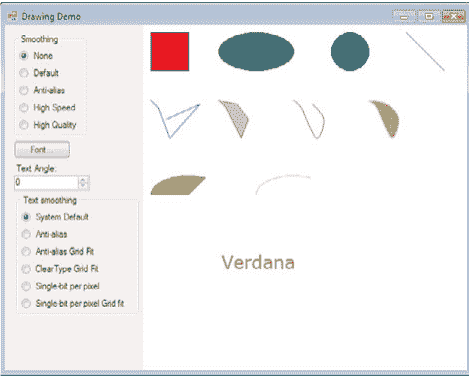 Drawing Demo
Smoothing
None
Default
Anti-alias
High Speed
High Quality
Font...
Text Angle:
0
Text smoothing
System Default
Anti-alias
Anti-alias Grid Fit
ClearType Grid Fit
Single-bit per pixel
Single-bit per pixel Grid fit
Verdana